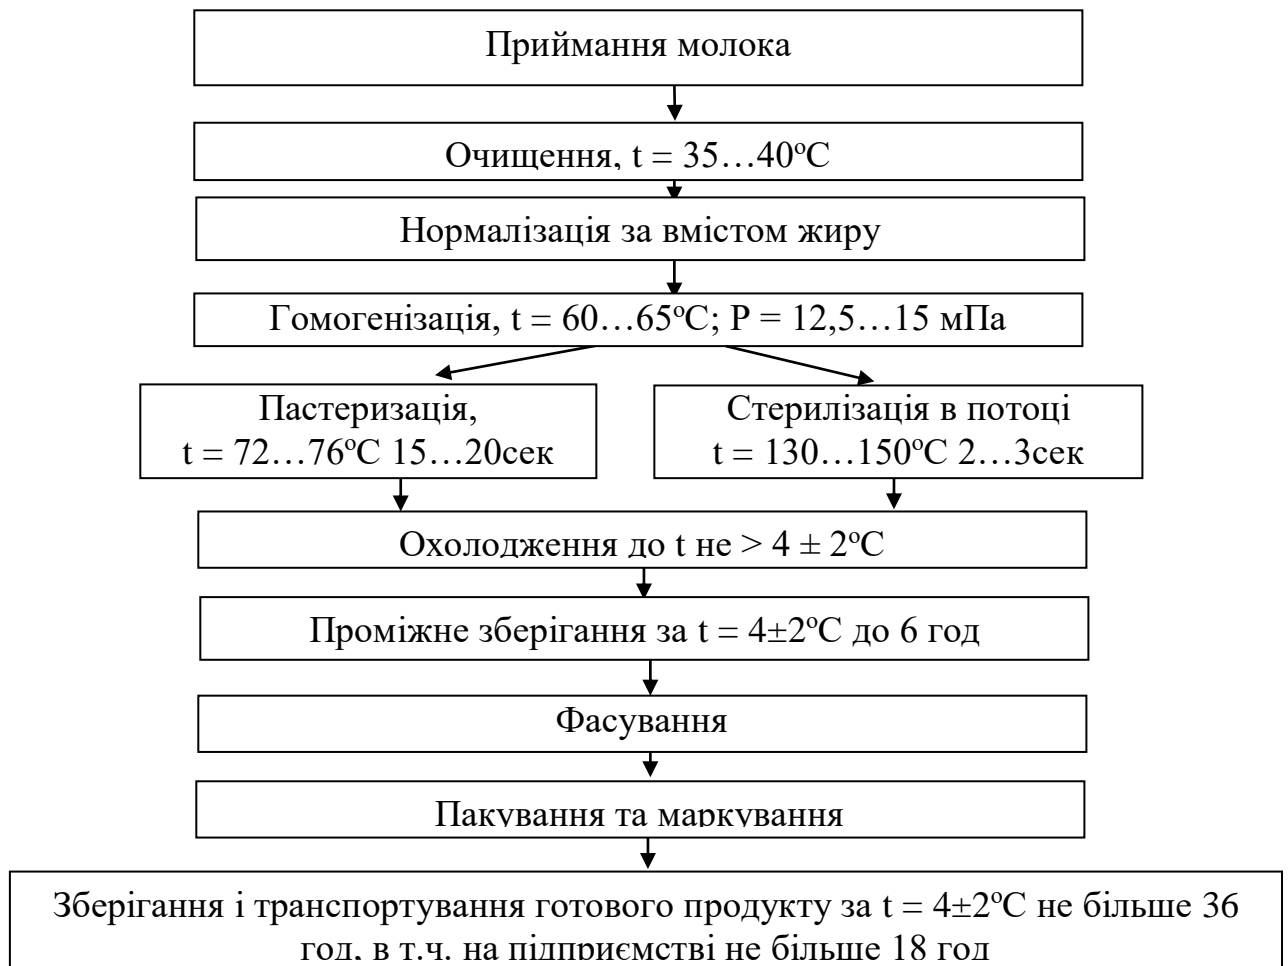 Приймання молока
Очищення, t = 35…40ºС
Нормалізація за вмістом жиру
Гомогенізація, t = 60…65ºС; Р = 12,5…15 мПа
Пастеризація,
t = 72…76ºС 15…20сек
Стерилізація в потоці
t = 130…150ºС 2…3сек
Охолодження до t не > 4 ± 2ºС
Проміжне зберігання за t = 4±2ºС до 6 год
Фасування
Пакування та маркування
Зберігання і транспортування готового продукту за t = 4±2ºС не більше 36
год, в т.ч. на підприємстві не більше 18 год